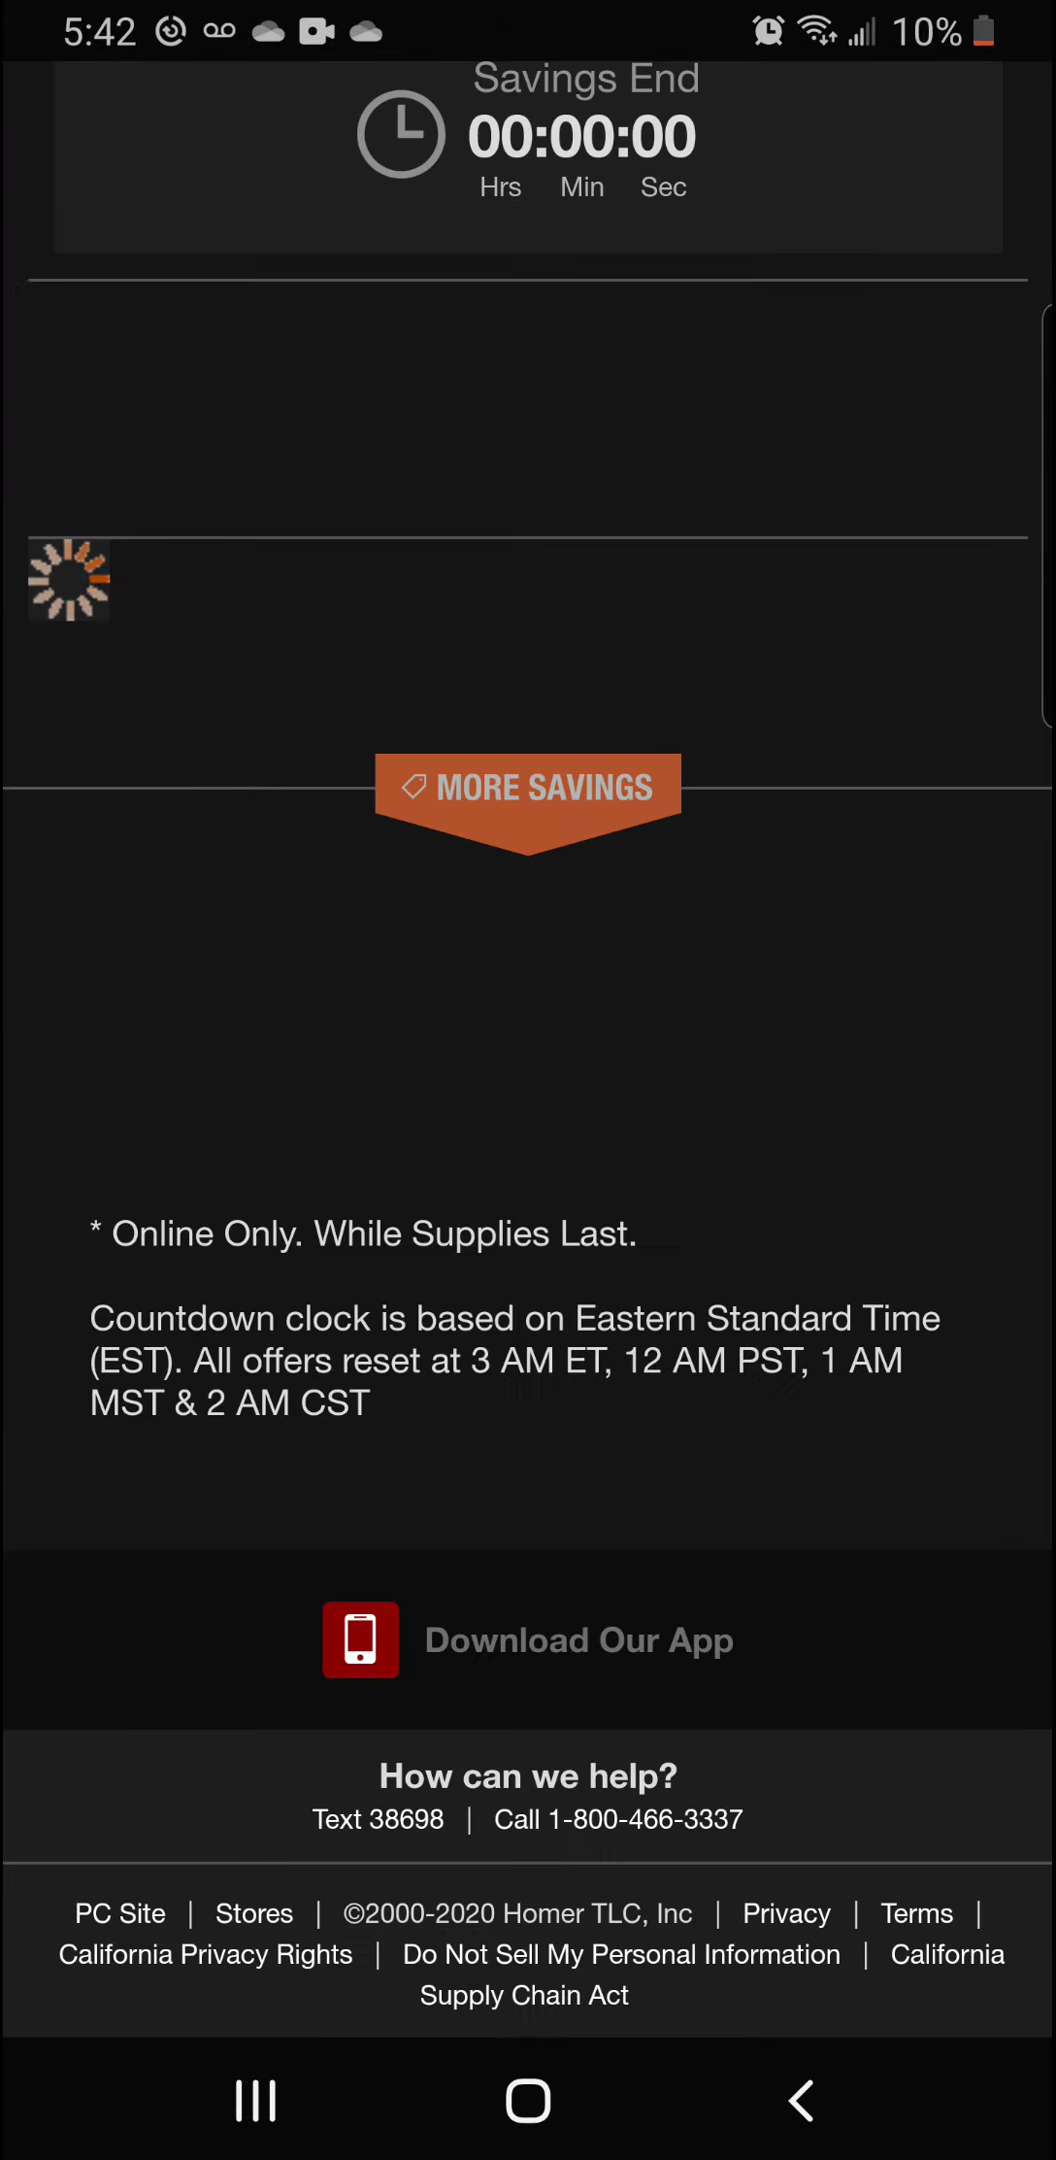 5:42 10%
Savings End
00:00:00
Hrs Min Sec
MORE SAVINGS
* Online Only. While Supplies Last.
Countdown clock is based on Eastern Standard Time
(EST). All offers reset at 3 AM ET, 12 AM PST, 1 AM
MST & 2 AM CST
Download Our App
How can we help?
Text 38698 | Call 1-800-466-3337
PC Site | Stores | ©2000-2020 Homer TLC, Inc | Privacy | Terms |
California Privacy Rights | Do Not Sell My Personal Information | California
Supply Chain Act